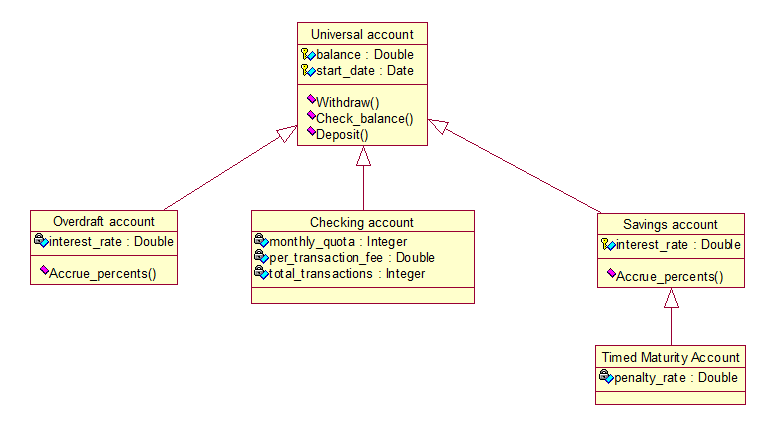 Universal account
balance : Double
start_date : Date
Withdraw()
Check_balance()
Deposit()
Overdraft account
interest_rate : Double
Accrue_percents()
Checking account
monthly_quota : Integer
per_transaction_fee : Double
total_transactions : Integer
Savings account
interest_rate : Double
Accrue_percents()
Timed Maturity Account
penalty_rate : Double